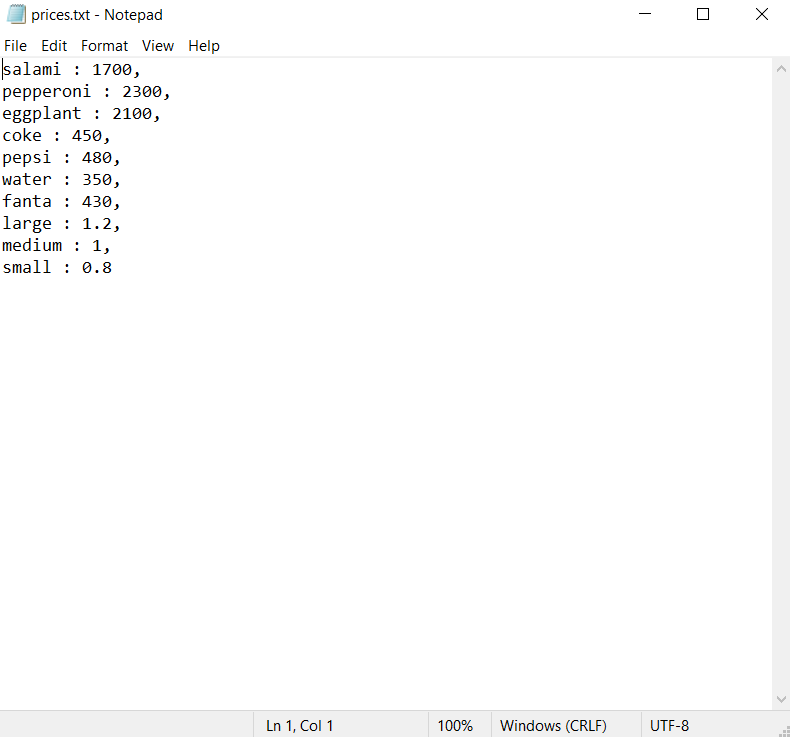 prices.txt - Notepad
File Edit Format View Help
salami : 1700,
pepperoni : 2300,
eggplant : 2100,
coke : 450,
pepsi : 480,
water : 350,
fanta : 430,
large : 1.2,
medium : 1,
small : 0.8
Ln 1, Col 1 100% Windows (CRLF) UTF-8